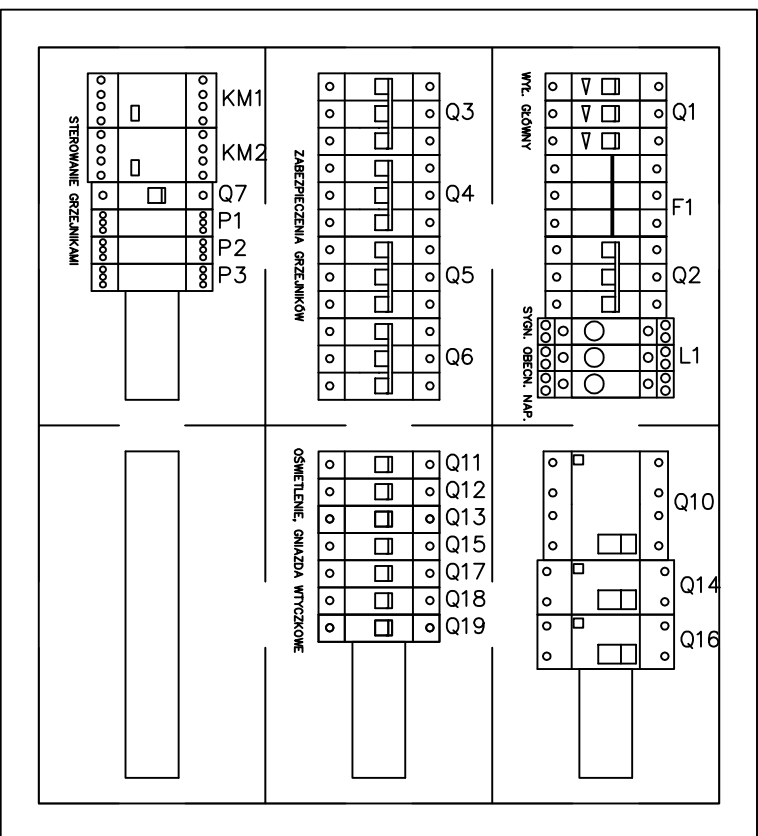 STEROWANIE GRZEJNIKAMI
KM1
KM2
Q7
P1
P2
P3
ZABEZPIECZENIA GRZEJNIKÓW
Q3
Q4
Q5
Q6
WYŁ. GŁÓWNY
Q1
F1
Q2
SYGN. OBECN. NAP.
L1
OŚWIETLENIE, GNIAZDA WTYCZKOWE
Q11
Q12
Q13
Q15
Q17
Q18
Q19
Q10
Q14
Q16